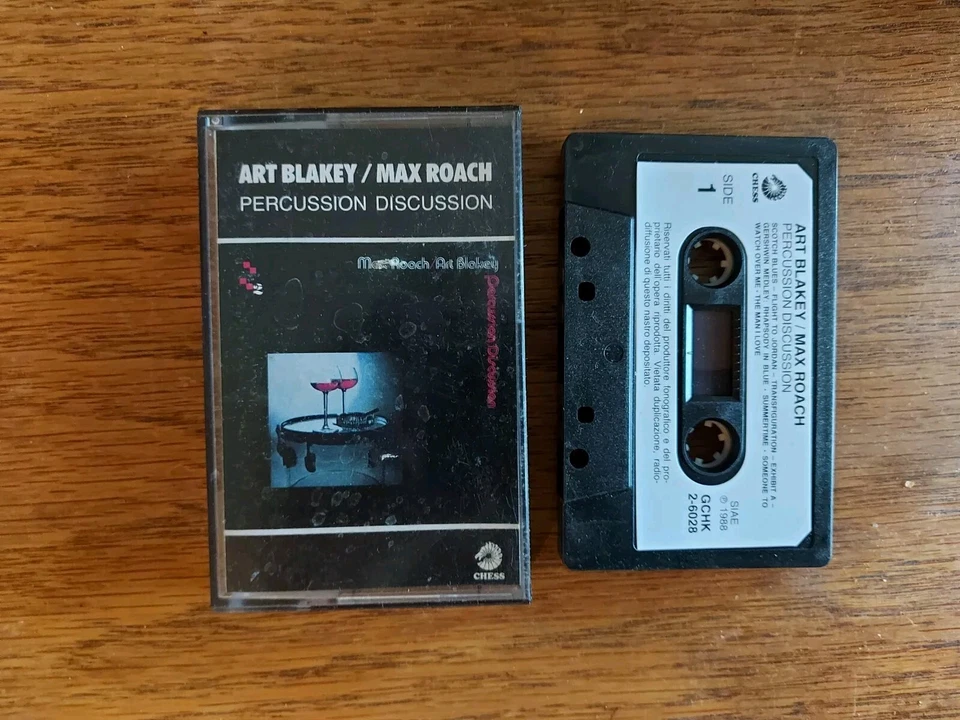 ART BLAKEY / MAX ROACH
PERCUSSION DISCUSSION
Max Roach/Art Blakey
Percussion Discussion
CHESS
CHESS
SIDE
1
ART BLAKEY / MAX ROACH
PERCUSSION DISCUSSION
SCOTCH BLUES - FLIGHT TO JORDAN - TRANSFIGURATION - EXHIBIT A -
GERSHWIN MEDLEY: RHAPSODY IN BLUE - SUMMERTIME - SOMEONE TO
WATCH OVER ME - THE MAN I LOVE
Riservati tutti i diritti del produttore fonografico e del pro-
prietario dell'opera riprodotta. Vietata duplicazione, radio-
diffusione di questo nastro depositato.
SIAE
℗ 1988
GCHK
2-6028